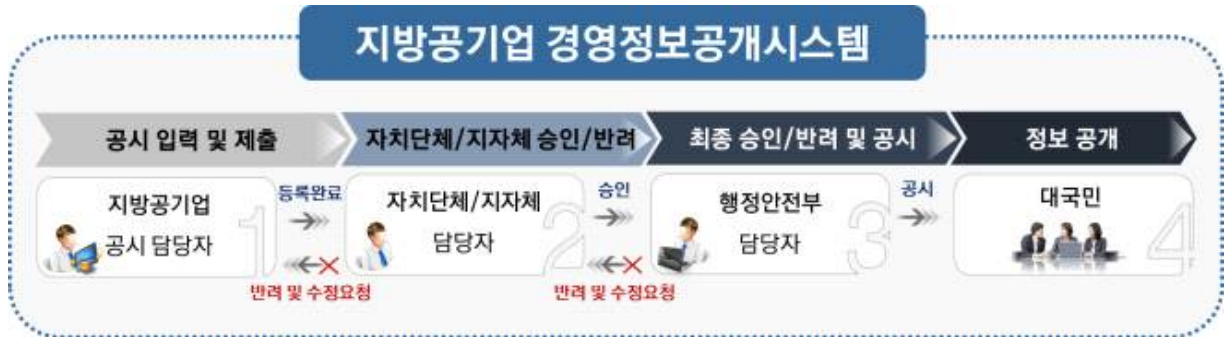 지방공기업 경영정보공개시스템
공시 입력 및 제출
자치단체/지자체 승인/반려
최종 승인/반려 및 공시
정보 공개
지방공기업
공시 담당자
1
등록완료
반려 및 수정요청
자치단체/지자체
담당자
2
승인
반려 및 수정요청
행정안전부
담당자
3
공시
대국민
4